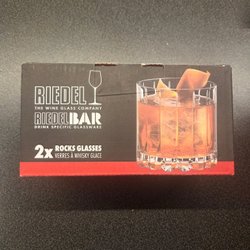 RIEDEL
THE WINE GLASS COMPANY
RIEDELBAR
DRINK SPECIFIC GLASSWARE
2x ROCKS GLASSES
VERRES À WHISKY GLACE